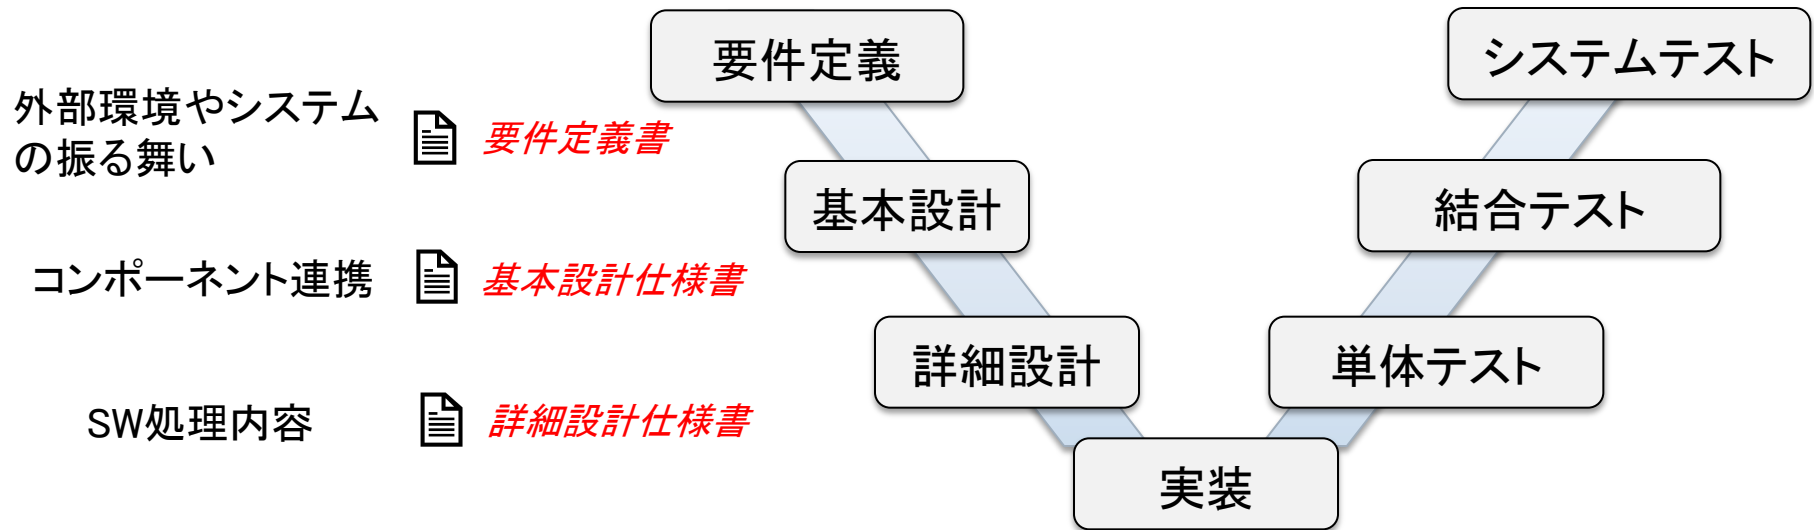 要件定義
システムテスト
外部環境やシステム
の振る舞い
要件定義書
基本設計
結合テスト
コンポーネント連携
基本設計仕様書
詳細設計
単体テスト
SW処理内容
詳細設計仕様書
実装